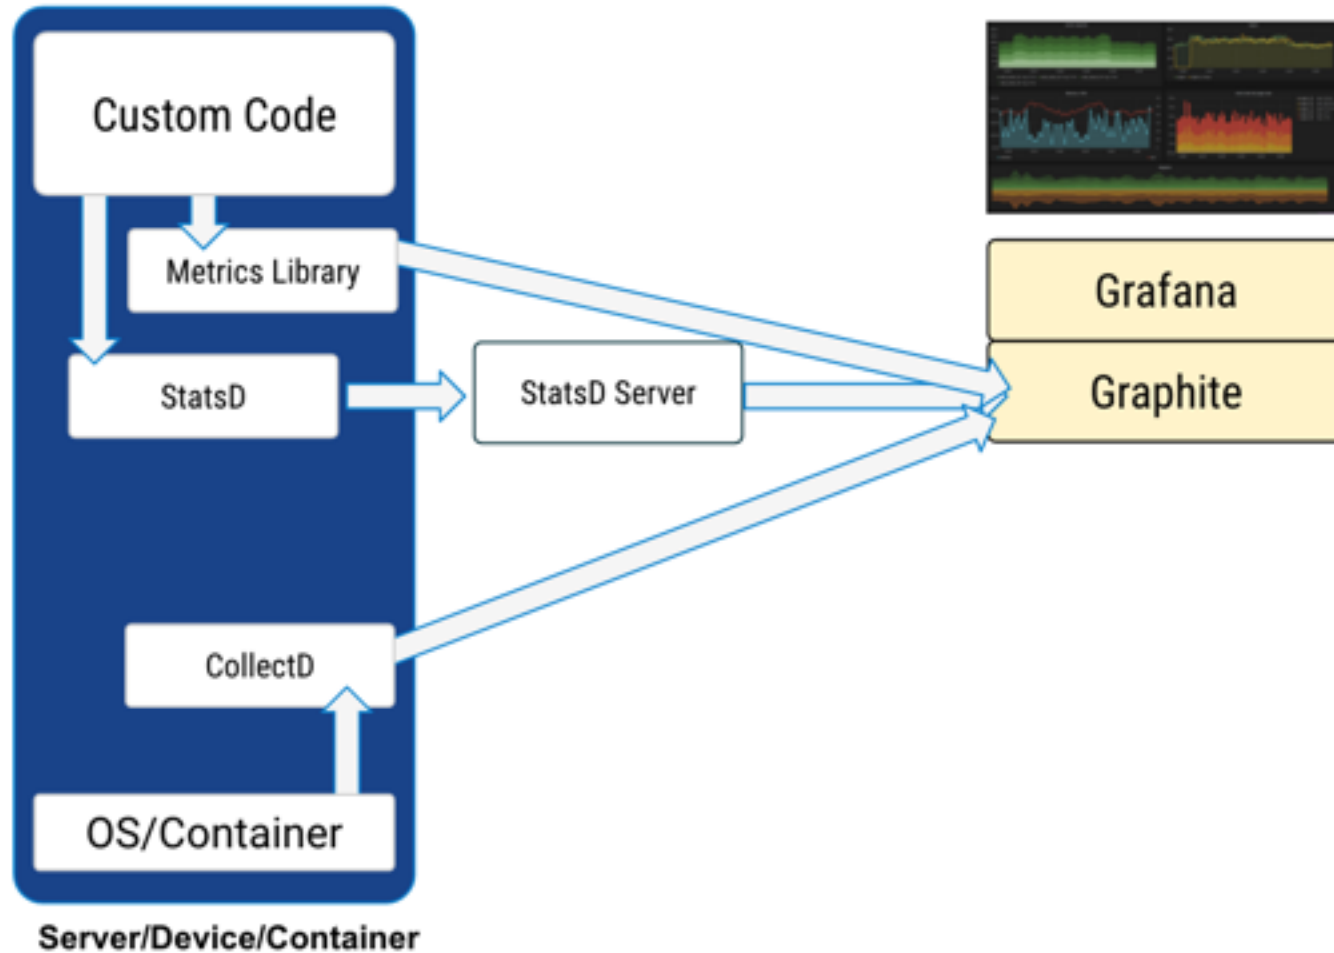 Custom Code
Metrics Library
StatsD
StatsD Server
Grafana
Graphite
CollectD
OS/Container
Server/Device/Container